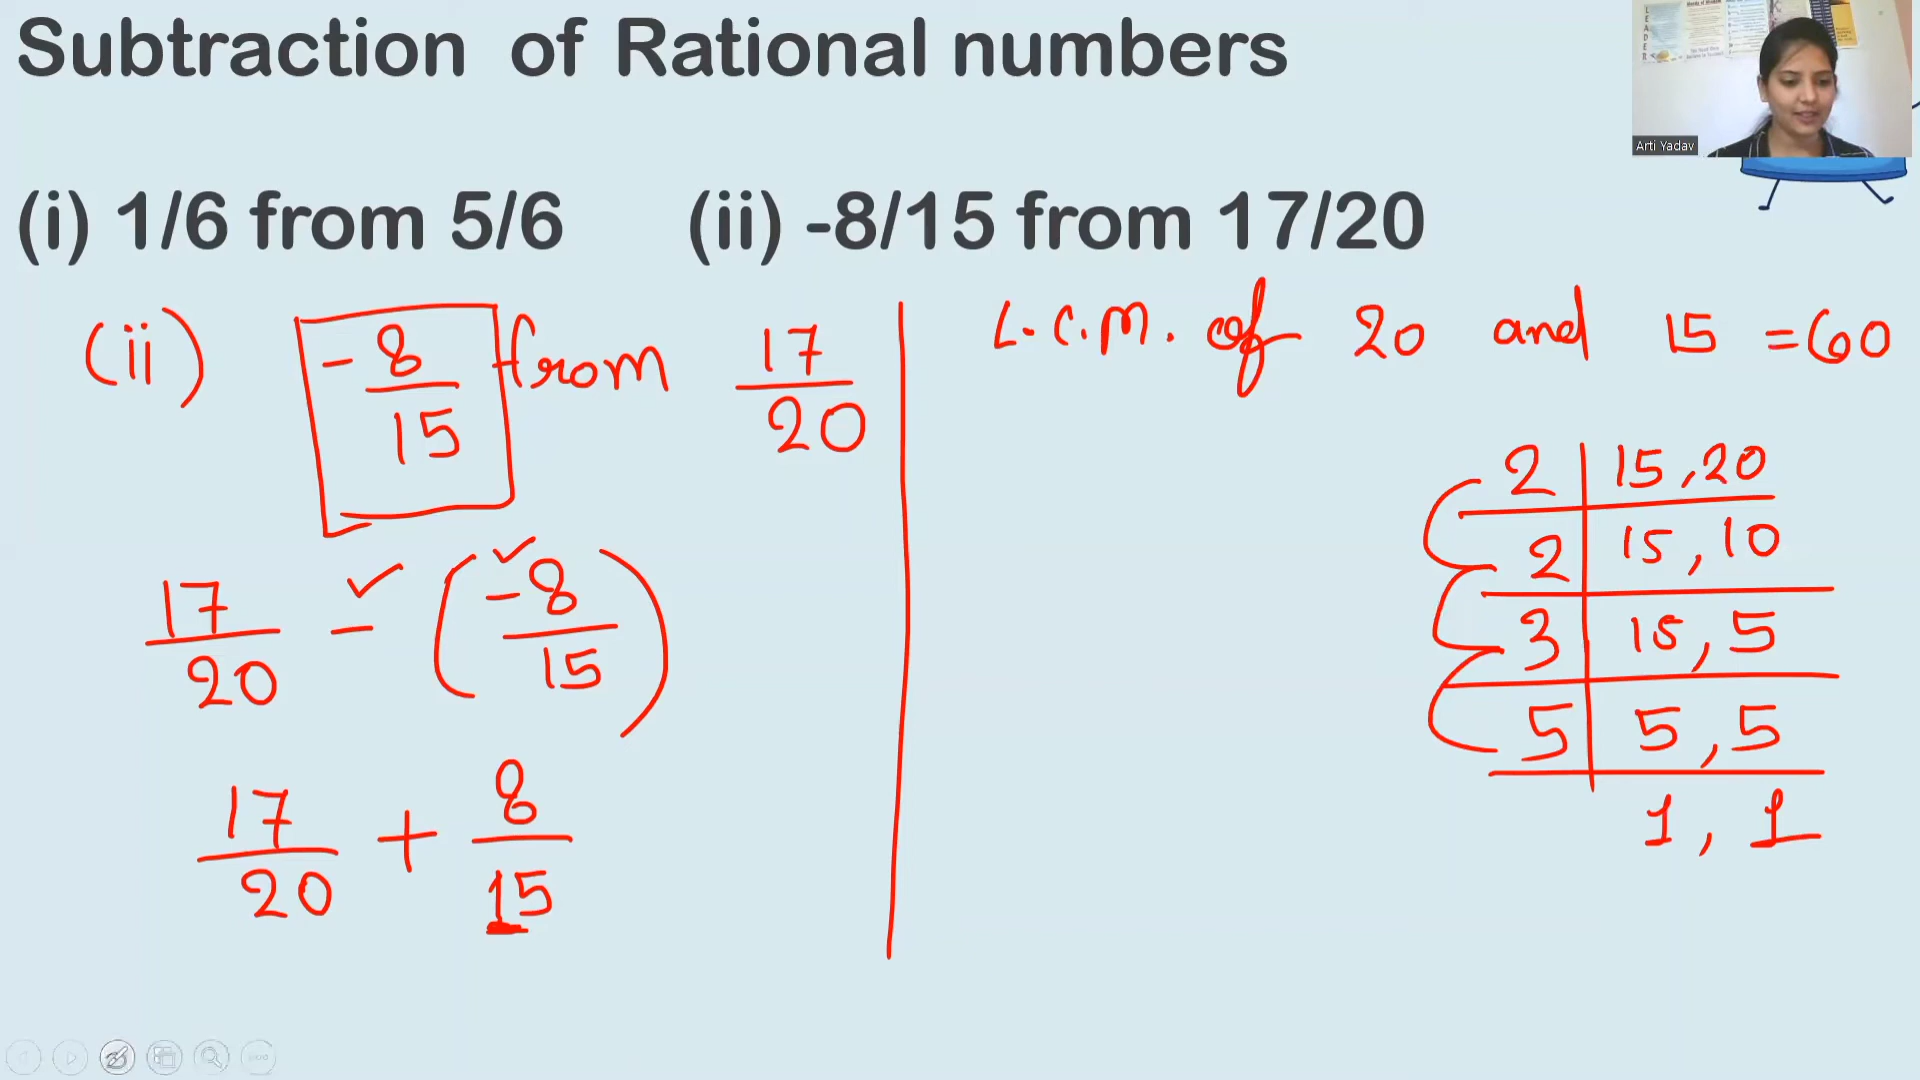 Subtraction of Rational numbers
LEADER
Arti Yadav
(i) 1/6 from 5/6 (ii) -8/15 from 17/20
(ii) -8/15 from 17/20
17/20 - (-8/15)
17/20 + 8/15
L.C.M. of 20 and 15 = 60
2 | 15, 20
2 | 15, 10
3 | 15, 5
5 | 5, 5
1, 1